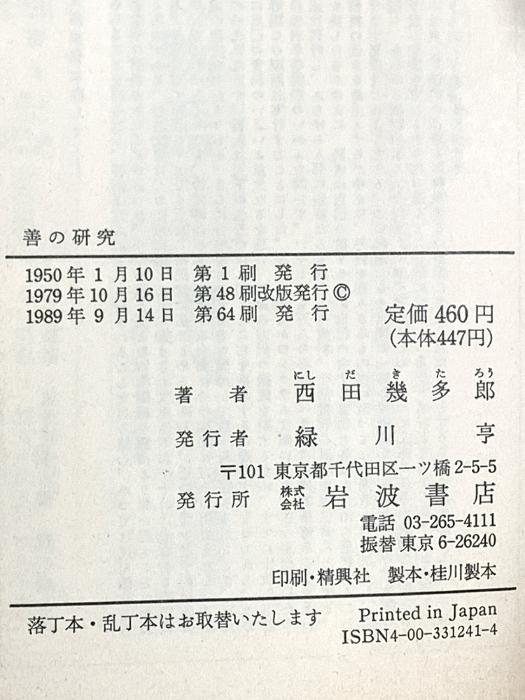 善の研究
1950年1月10日 第1刷発行
1979年10月16日 第48刷改版発行©
1989年9月14日 第64刷発行
定価460円
(本体447円)
にしだきたろう
著者 西田幾多郎
発行者 緑川亨
〒101 東京都千代田区一ツ橋2-5-5
発行所 株式会社 岩波書店
電話 03-265-4111
振替 東京6-26240
印刷・精興社 製本・桂川製本
落丁本・乱丁本はお取替いたします
Printed in Japan
ISBN4-00-331241-4